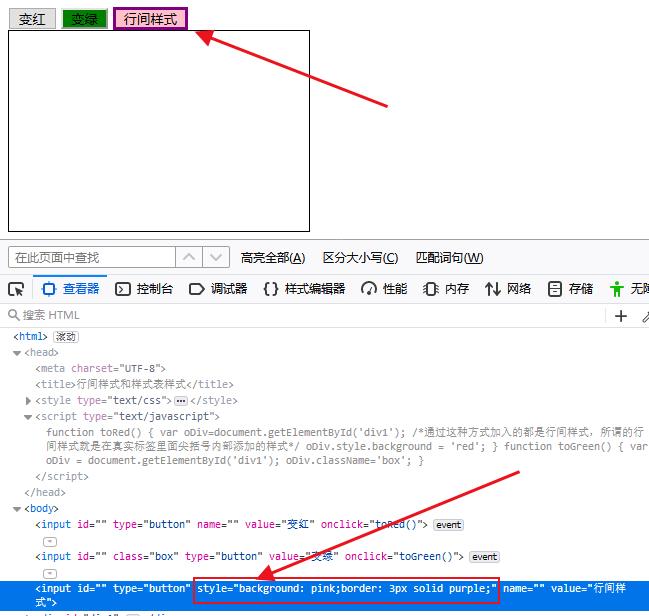 变红 变绿 行间样式
在此页面中查找 高亮全部(A) 区分大小写(C) 匹配词句(W)
查看器 控制台 调试器 {} 样式编辑器 性能 内存 网络 存储
搜索 HTML
<html> 滚动
<head>
<meta charset="UTF-8">
<title>行间样式和样式表样式</title>
<style type="text/css"> ••• </style>
<script type="text/javascript">
function toRed() { var oDiv=document.getElementById('div1'); /*通过这种方式加入的都是行间样式，所谓的行
间样式就是在真实标签里面尖括号内部添加的样式*/ oDiv.style.background = 'red'; } function toGreen() { var
oDiv = document.getElementById('div1'); oDiv.className='box'; }
</script>
</head>
<body>
<input id="" type="button" name="" value="变红" onclick="toRed()"> event
<input id="" class="box" type="button" value="变绿" onclick="toGreen()"> event
<input id="" type="button" style="background: pink;border: 3px solid purple;" name="" value="行间样
式">